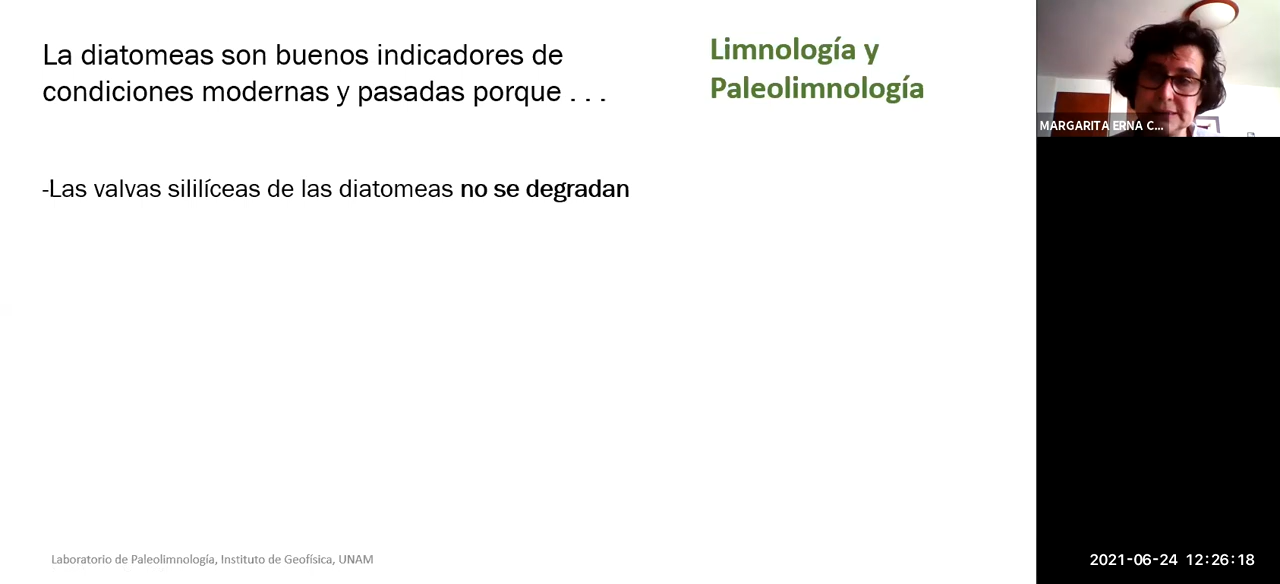 La diatomeas son buenos indicadores de
condiciones modernas y pasadas porque . . .
Limnología y
Paleolimnología
-Las valvas sililíceas de las diatomeas no se degradan
Laboratorio de Paleolimnología, Instituto de Geofísica, UNAM
MARGARITA ERNA C...
2021-06-24 12:26:18